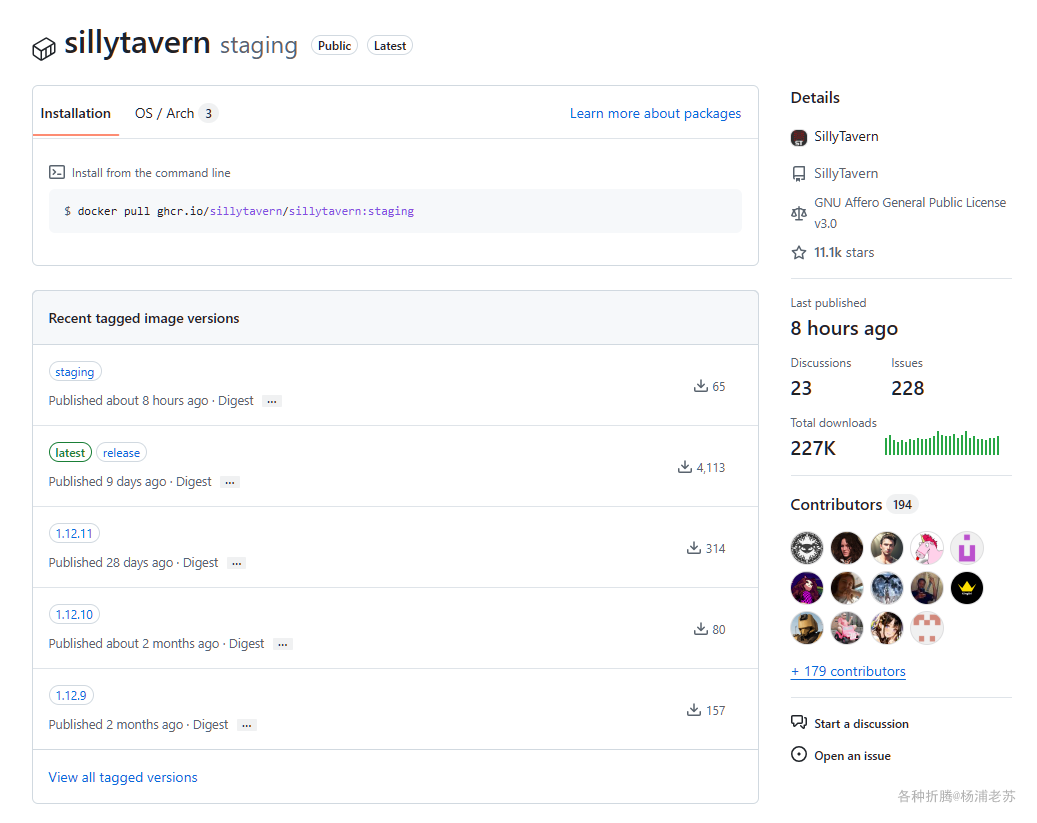 sillytavern staging Public Latest
Installation OS / Arch 3 Learn more about packages
Install from the command line
$ docker pull ghcr.io/sillytavern/sillytavern:staging
Recent tagged image versions
staging
Published about 8 hours ago · Digest ...
65
latest release
Published 9 days ago · Digest ...
4,113
1.12.11
Published 28 days ago · Digest ...
314
1.12.10
Published about 2 months ago · Digest ...
80
1.12.9
Published 2 months ago · Digest ...
157
View all tagged versions
Details
SillyTavern
SillyTavern
GNU Affero General Public License
v3.0
11.1k stars
Last published
8 hours ago
Discussions Issues
23 228
Total downloads
227K
Contributors 194
+ 179 contributors
Start a discussion
Open an issue
各种折腾@杨浦老苏